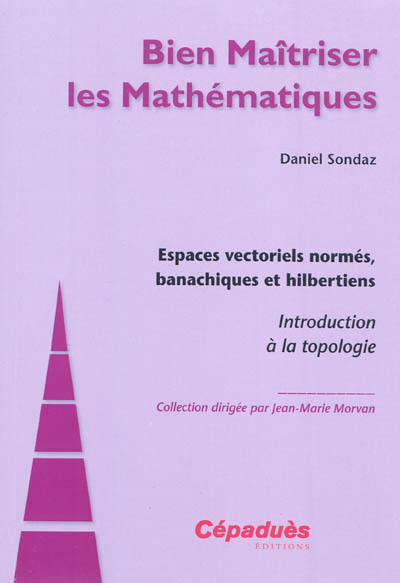 Bien Maîtriser
les Mathématiques
Daniel Sondaz
Espaces vectoriels normés,
banachiques et hilbertiens
Introduction
à la topologie
Collection dirigée par Jean-Marie Morvan
Cépaduès
ÉDITIONS